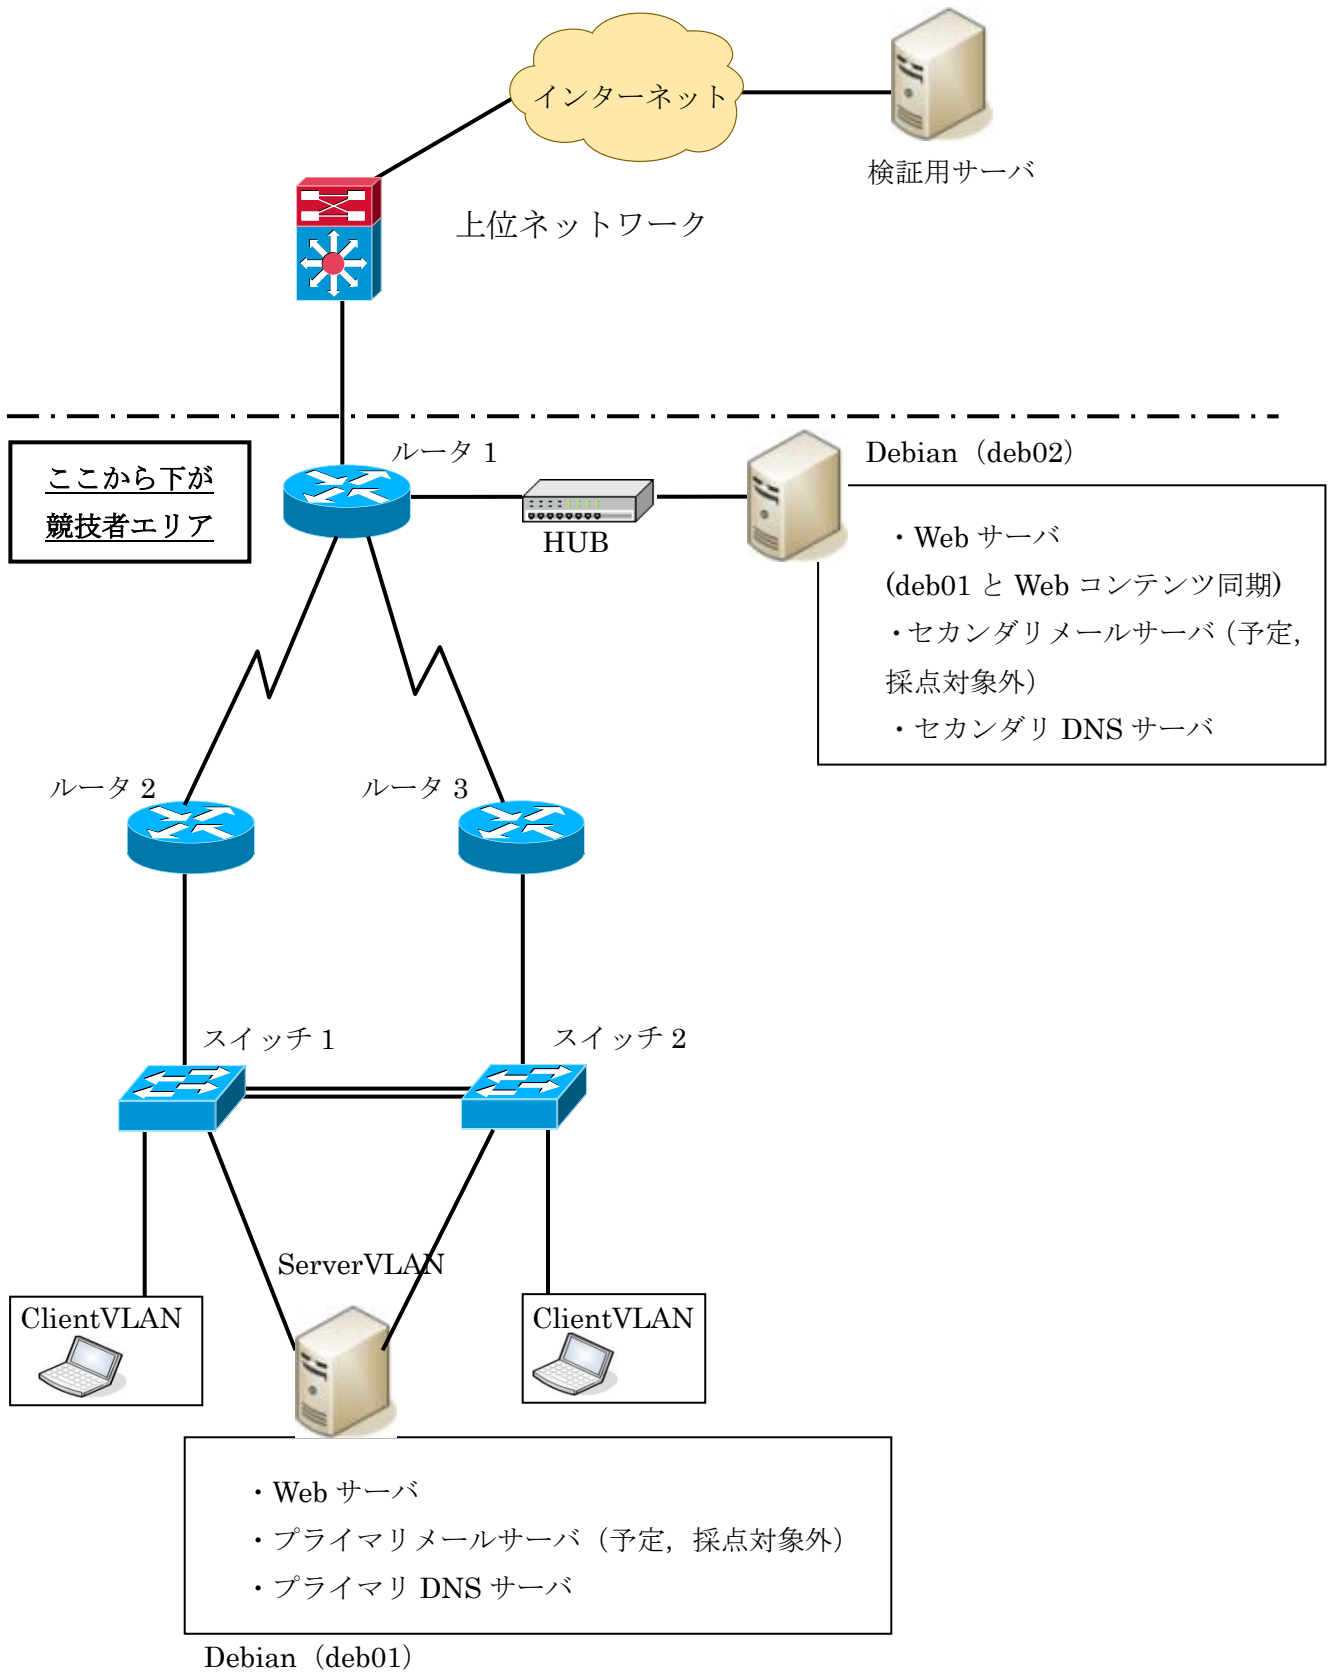 インターネット
検証用サーバ
上位ネットワーク
ここから下が
競技者エリア
ルータ 1
HUB
Debian（deb02）
・Web サーバ
(deb01 と Web コンテンツ同期)
・セカンダリメールサーバ（予定,
採点対象外）
・セカンダリ DNS サーバ
ルータ 2
ルータ 3
スイッチ 1
スイッチ 2
ServerVLAN
ClientVLAN
ClientVLAN
・Web サーバ
・プライマリメールサーバ（予定，採点対象外）
・プライマリ DNS サーバ
Debian（deb01）